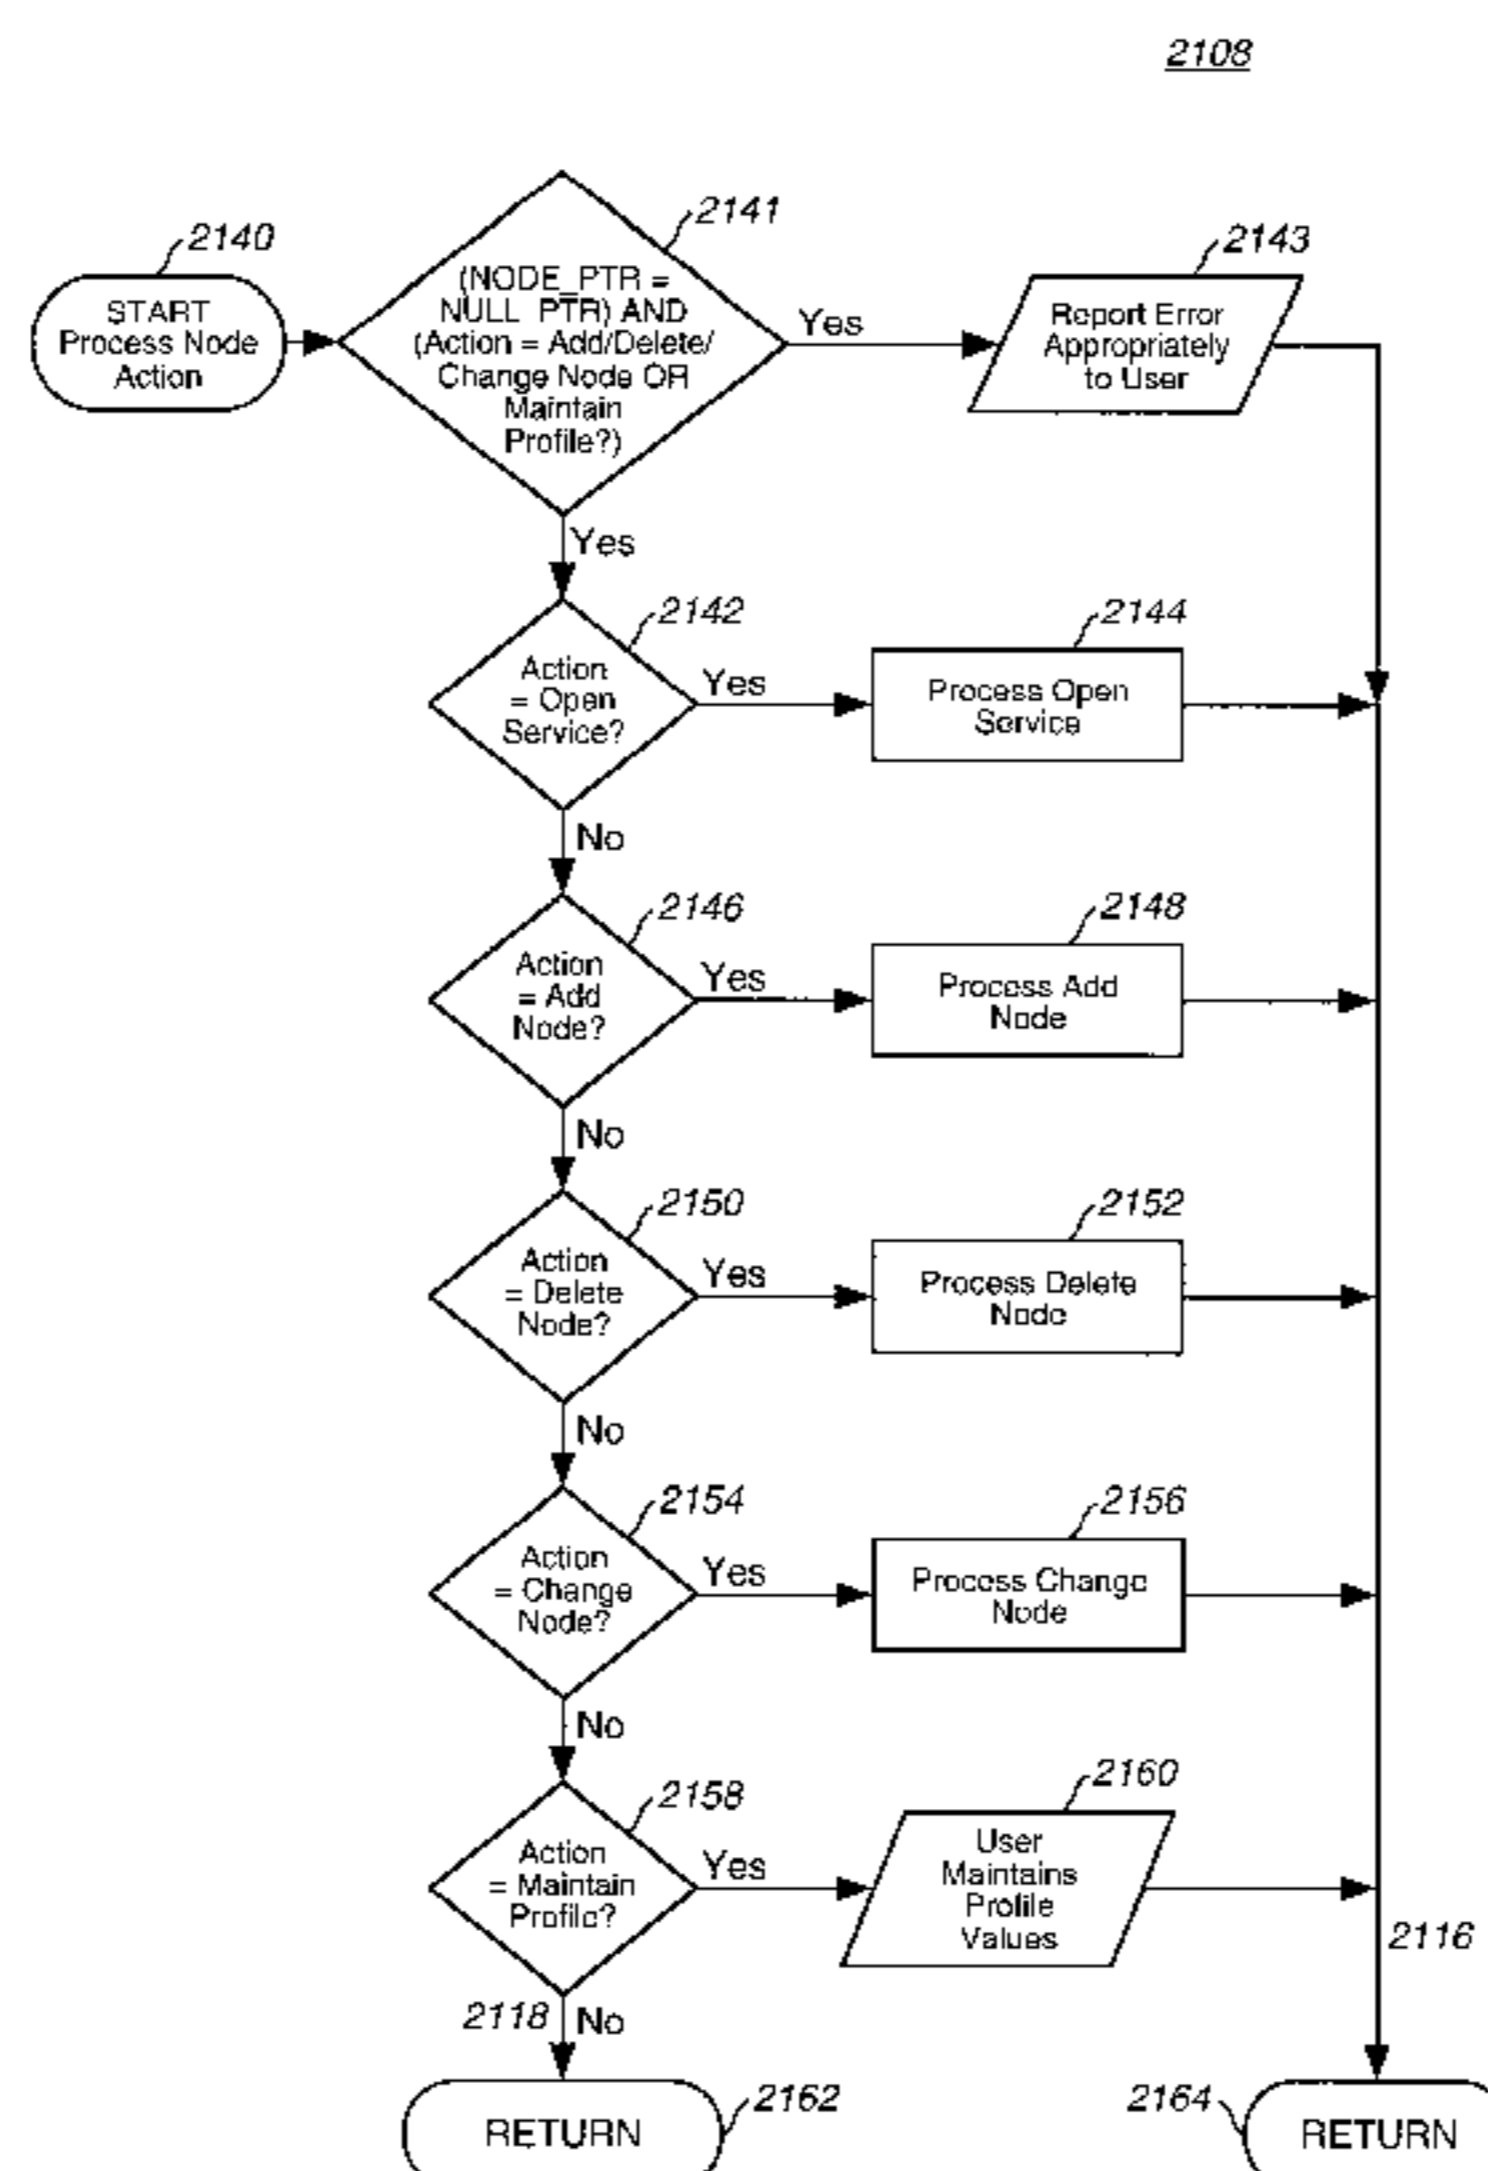 2108
2140
START
Process Node
Action
2141
(NODE_PTR =
NULL_PTR) AND
(Action = Add/Delete/
Change Node OR
Maintain
Profile?)
Yes
2143
Report Error
Appropriately
to User
Yes
2142
Action
= Open
Service?
Yes
2144
Process Open
Service
No
2146
Action
= Add
Node?
Yes
2148
Process Add
Node
No
2150
Action
= Delete
Node?
Yes
2152
Process Delete
Node
No
2154
Action
= Change
Node?
Yes
2156
Process Change
Node
No
2158
Action
= Maintain
Profile?
Yes
2160
User
Maintains
Profile
Values
2116
2118
No
RETURN
2162
2164
RETURN